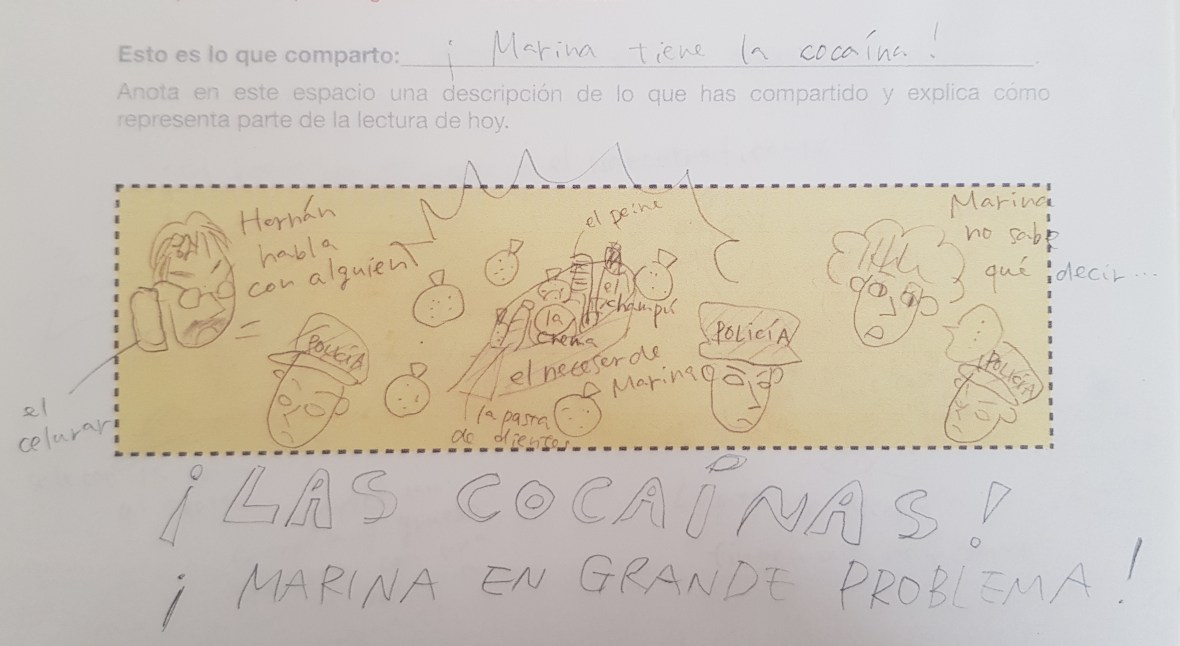 Esto es lo que comparto: ¡Marina tiene la cocaína!
Anota en este espacio una descripción de lo que has compartido y explica cómo
representa parte de la lectura de hoy.
Hernán
habla
con alguien
el
celurar
POLICÍA
el peine
el
champú
la
crema
el neceser de
Marina
la pasta
de dientes
POLICÍA
Marina
no sabe
qué decir...
...
POLICÍA
¡LAS COCAÍNAS!
¡MARINA EN GRANDE PROBLEMA!